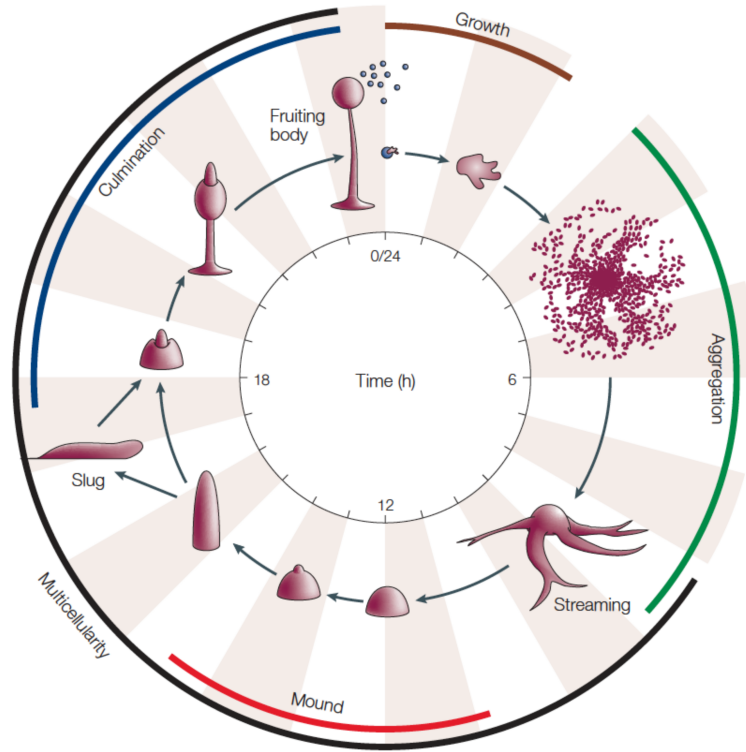 Growth
Culmination
Fruiting
body
0/24
Aggregation
18
Time (h)
6
Slug
12
Streaming
Multicellularity
Mound